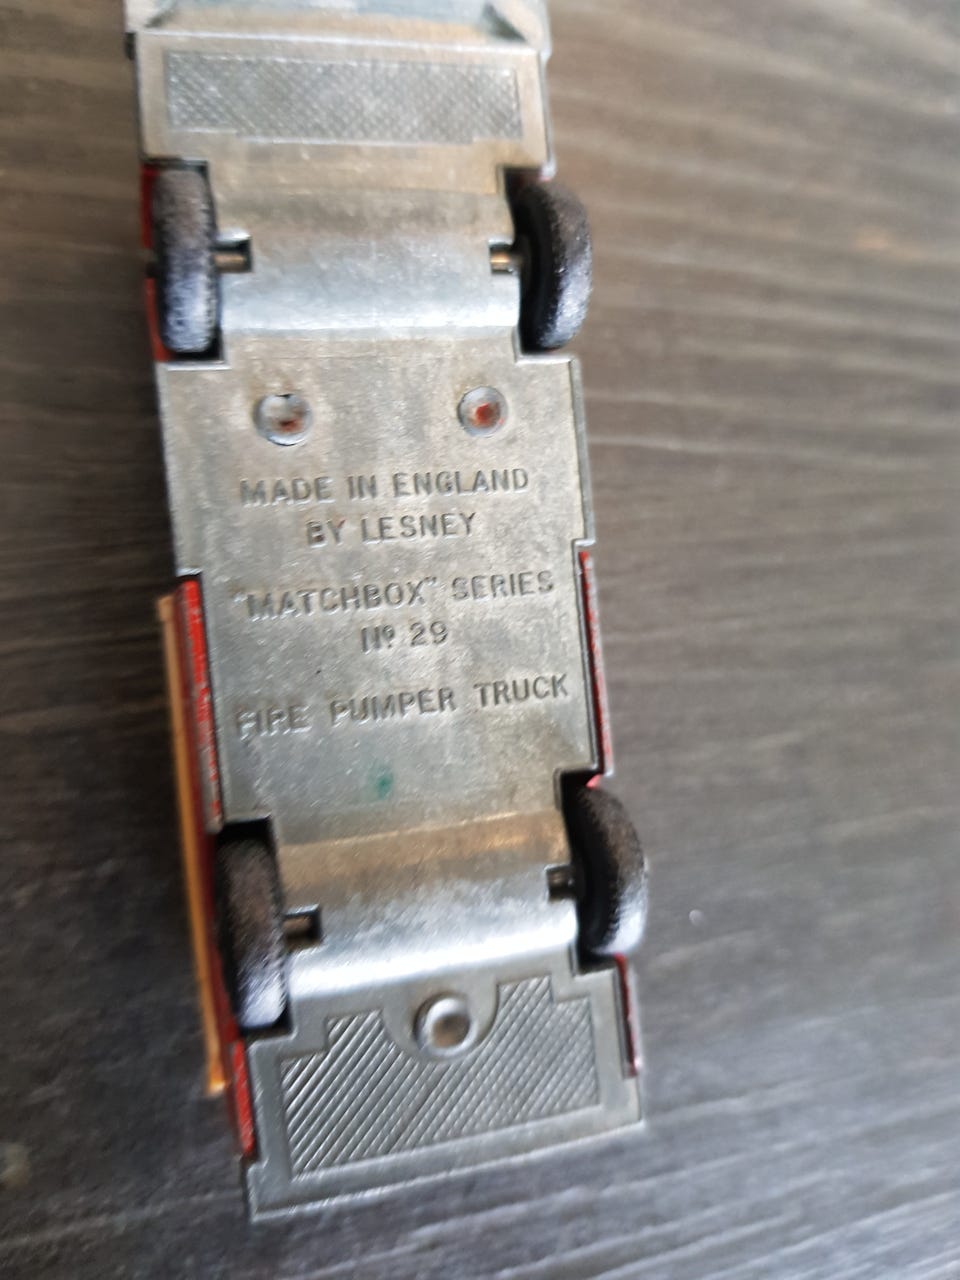 MADE IN ENGLAND
BY LESNEY
"MATCHBOX" SERIES
Nº 29
FIRE PUMPER TRUCK